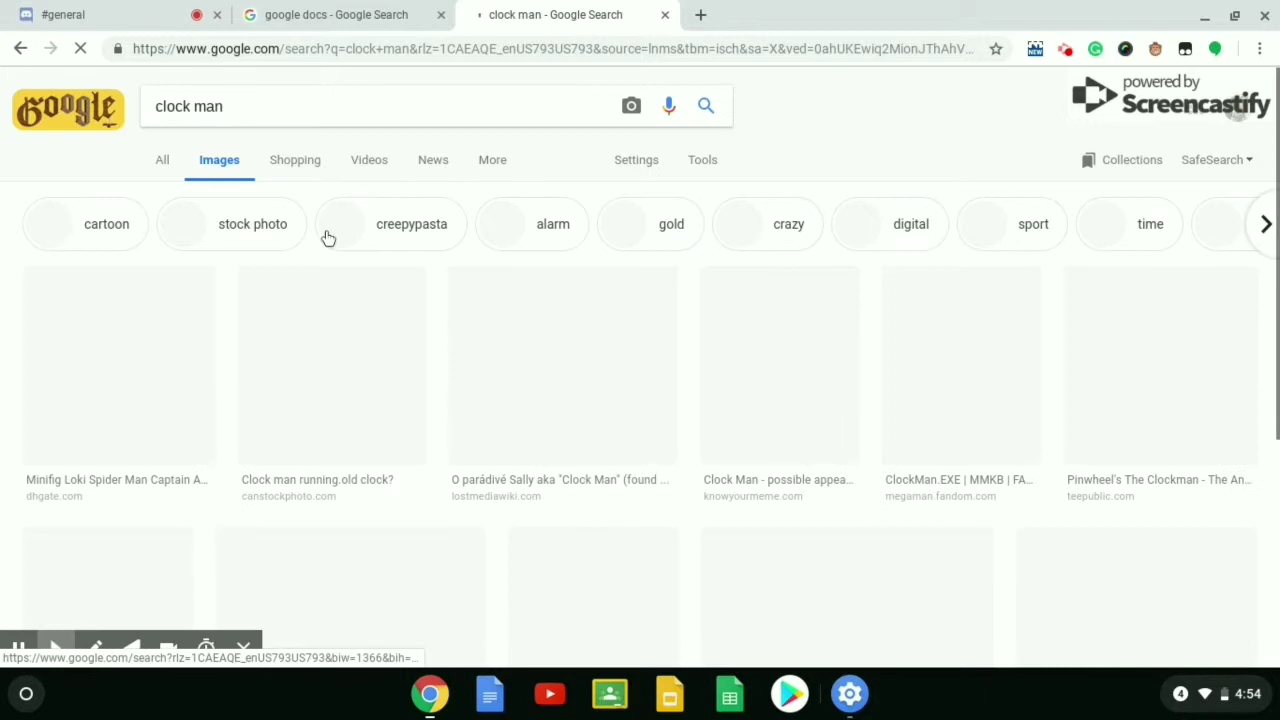 #general
google docs - Google Search
clock man - Google Search
https://www.google.com/search?q=clock+man&rlz=1CAEAQE_enUS793US793&source=lnms&tbm=isch&sa=X&ved=0ahUKEwiq2MionJThAhV...
NEW
Google
clock man
powered by
Screencastify
All
Images
Shopping
Videos
News
More
Settings
Tools
Collections
SafeSearch
cartoon
stock photo
creepypasta
alarm
gold
crazy
digital
sport
time
Minifig Loki Spider Man Captain A...
dhgate.com
Clock man running.old clock?
canstockphoto.com
O parádivé Sally aka "Clock Man" (found ...
lostmediawiki.com
Clock Man - possible appea...
knowyourmeme.com
ClockMan.EXE | MMKB | FA...
megaman.fandom.com
Pinwheel's The Clockman - The An...
teepublic.com
https://www.google.com/search?rlz=1CAEAQE_enUS793US793&biw=1366&bih=...
4
4:54